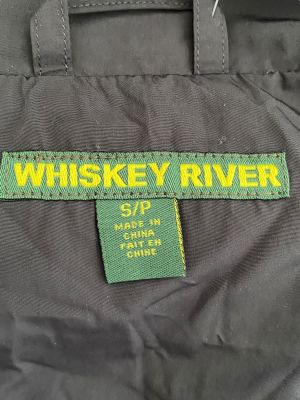 WHISKEY RIVER
S/P
MADE IN
CHINA
FAIT EN
CHINE